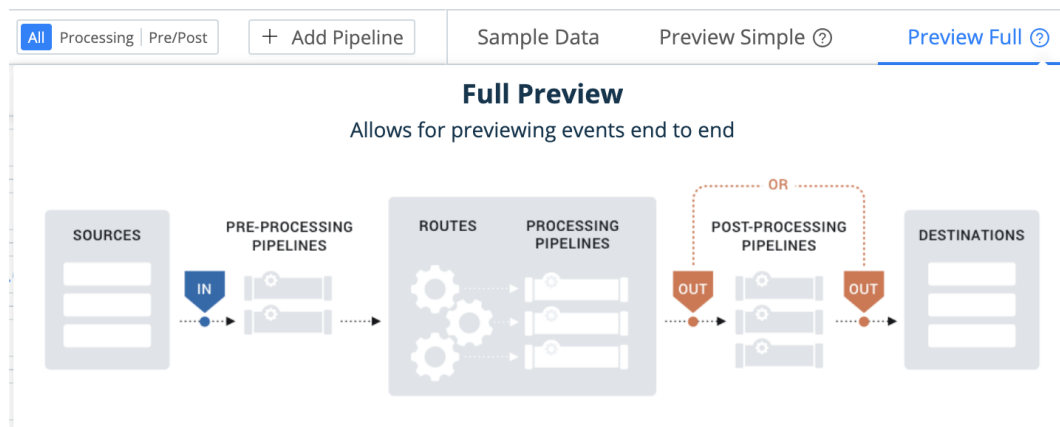 All Processing Pre/Post + Add Pipeline Sample Data Preview Simple ? Preview Full ?
Full Preview
Allows for previewing events end to end
OR
SOURCES
PRE-PROCESSING
PIPELINES
ROUTES
PROCESSING
PIPELINES
POST-PROCESSING
PIPELINES
DESTINATIONS
IN
OUT
OUT